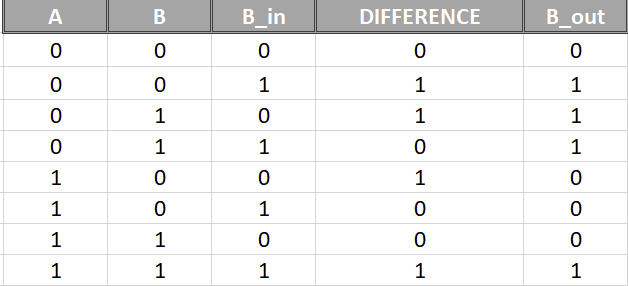 A B B_in DIFFERENCE B_out
0 0 0 0 0
0 0 1 1 1
0 1 0 1 1
0 1 1 0 1
1 0 0 1 0
1 0 1 0 0
1 1 0 0 0
1 1 1 1 1